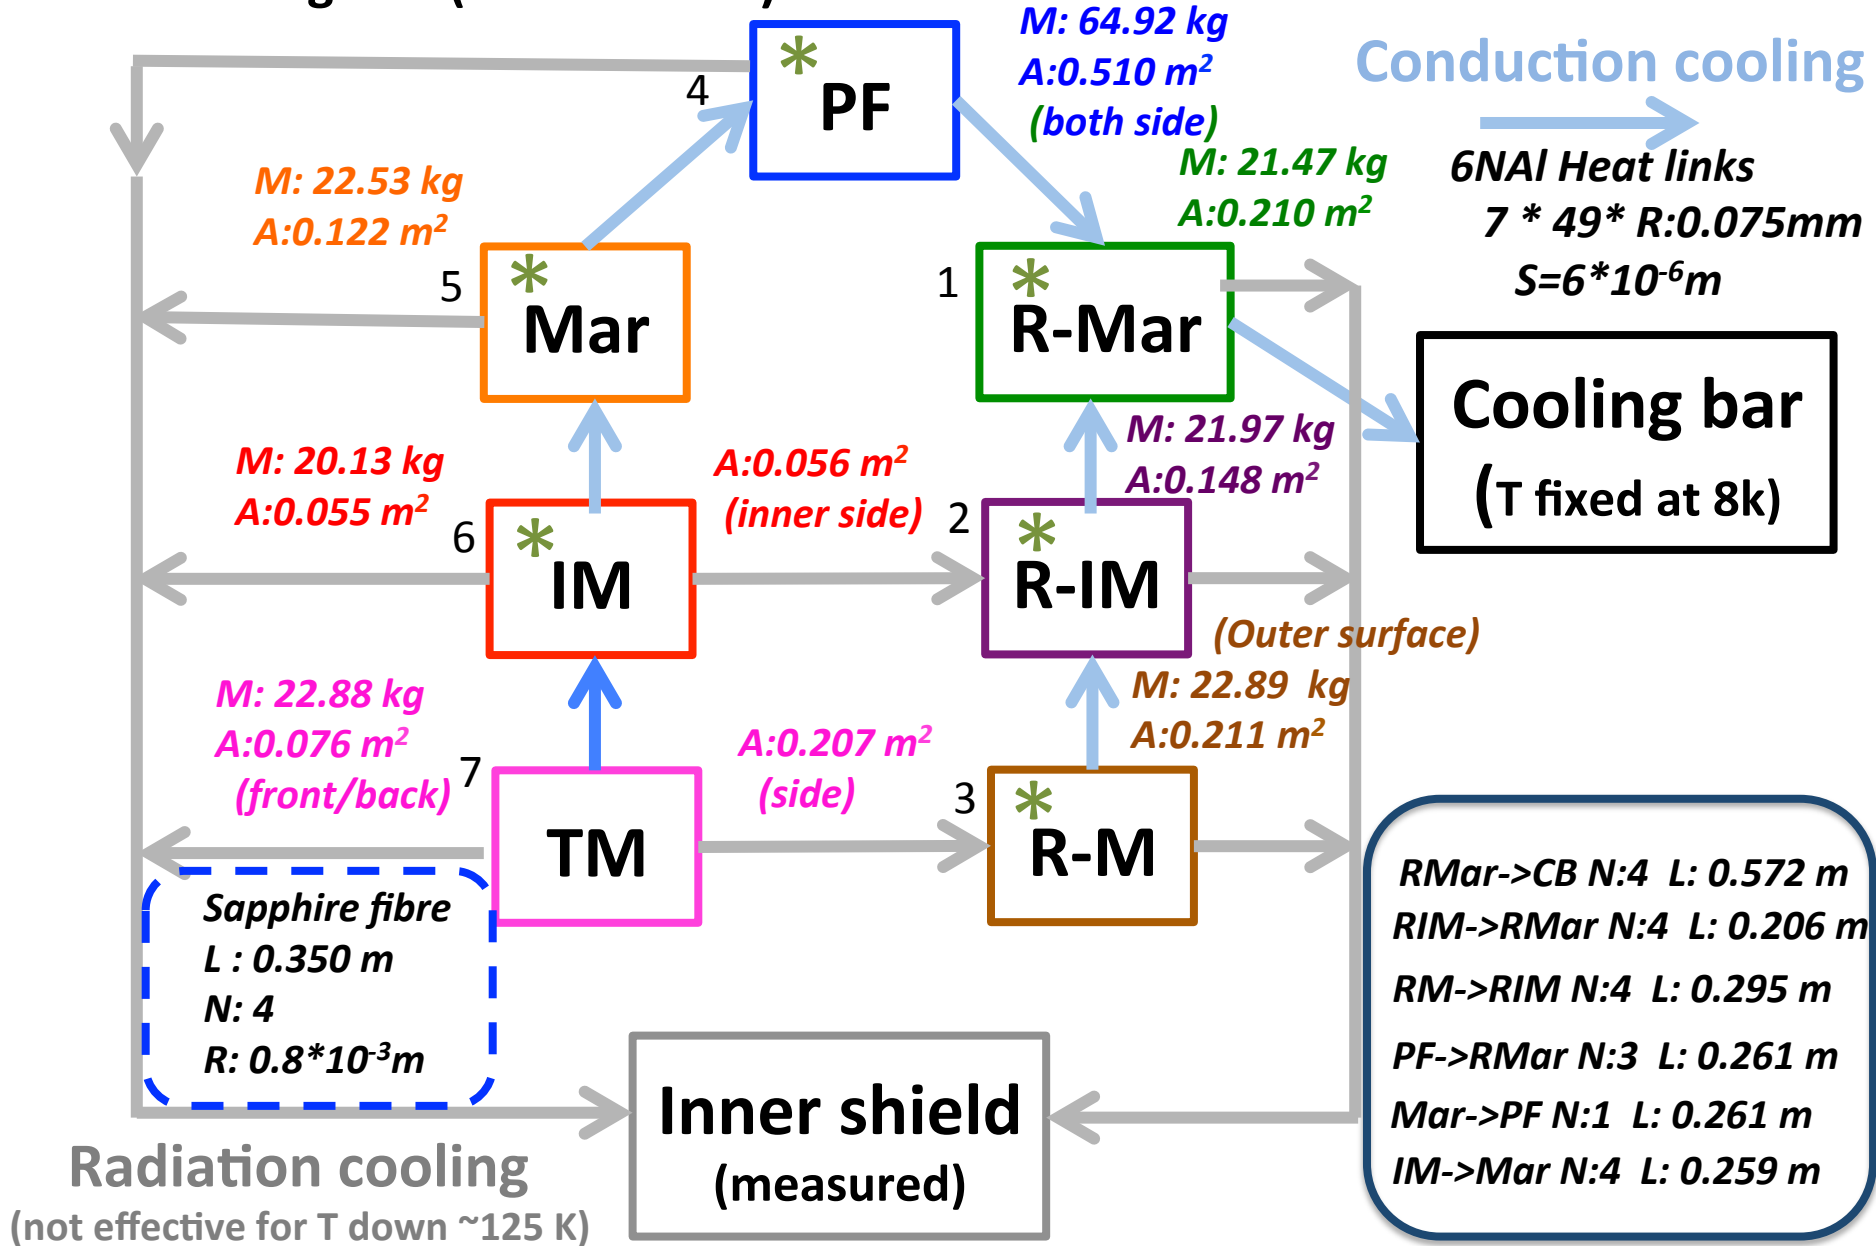 *
PF
4
M: 64.92 kg
A:0.510 m²
(both side)
Conduction cooling
6NAl Heat links
7 * 49* R:0.075mm
S=6*10⁻⁶m
M: 22.53 kg
A:0.122 m²
M: 21.47 kg
A:0.210 m²
5
*
Mar
1
*
R-Mar
Cooling bar
(T fixed at 8k)
M: 20.13 kg
A:0.055 m²
A:0.056 m²
(inner side)
M: 21.97 kg
A:0.148 m²
6
*
IM
2
*
R-IM
(Outer surface)
M: 22.88 kg
A:0.076 m²
(front/back)
A:0.207 m²
(side)
M: 22.89 kg
A:0.211 m²
7
TM
3
*
R-M
Sapphire fibre
L : 0.350 m
N: 4
R: 0.8*10⁻³m
RMar->CB N:4 L: 0.572 m
RIM->RMar N:4 L: 0.206 m
RM->RIM N:4 L: 0.295 m
PF->RMar N:3 L: 0.261 m
Mar->PF N:1 L: 0.261 m
IM->Mar N:4 L: 0.259 m
Inner shield
(measured)
Radiation cooling
(not effective for T down ~125 K)